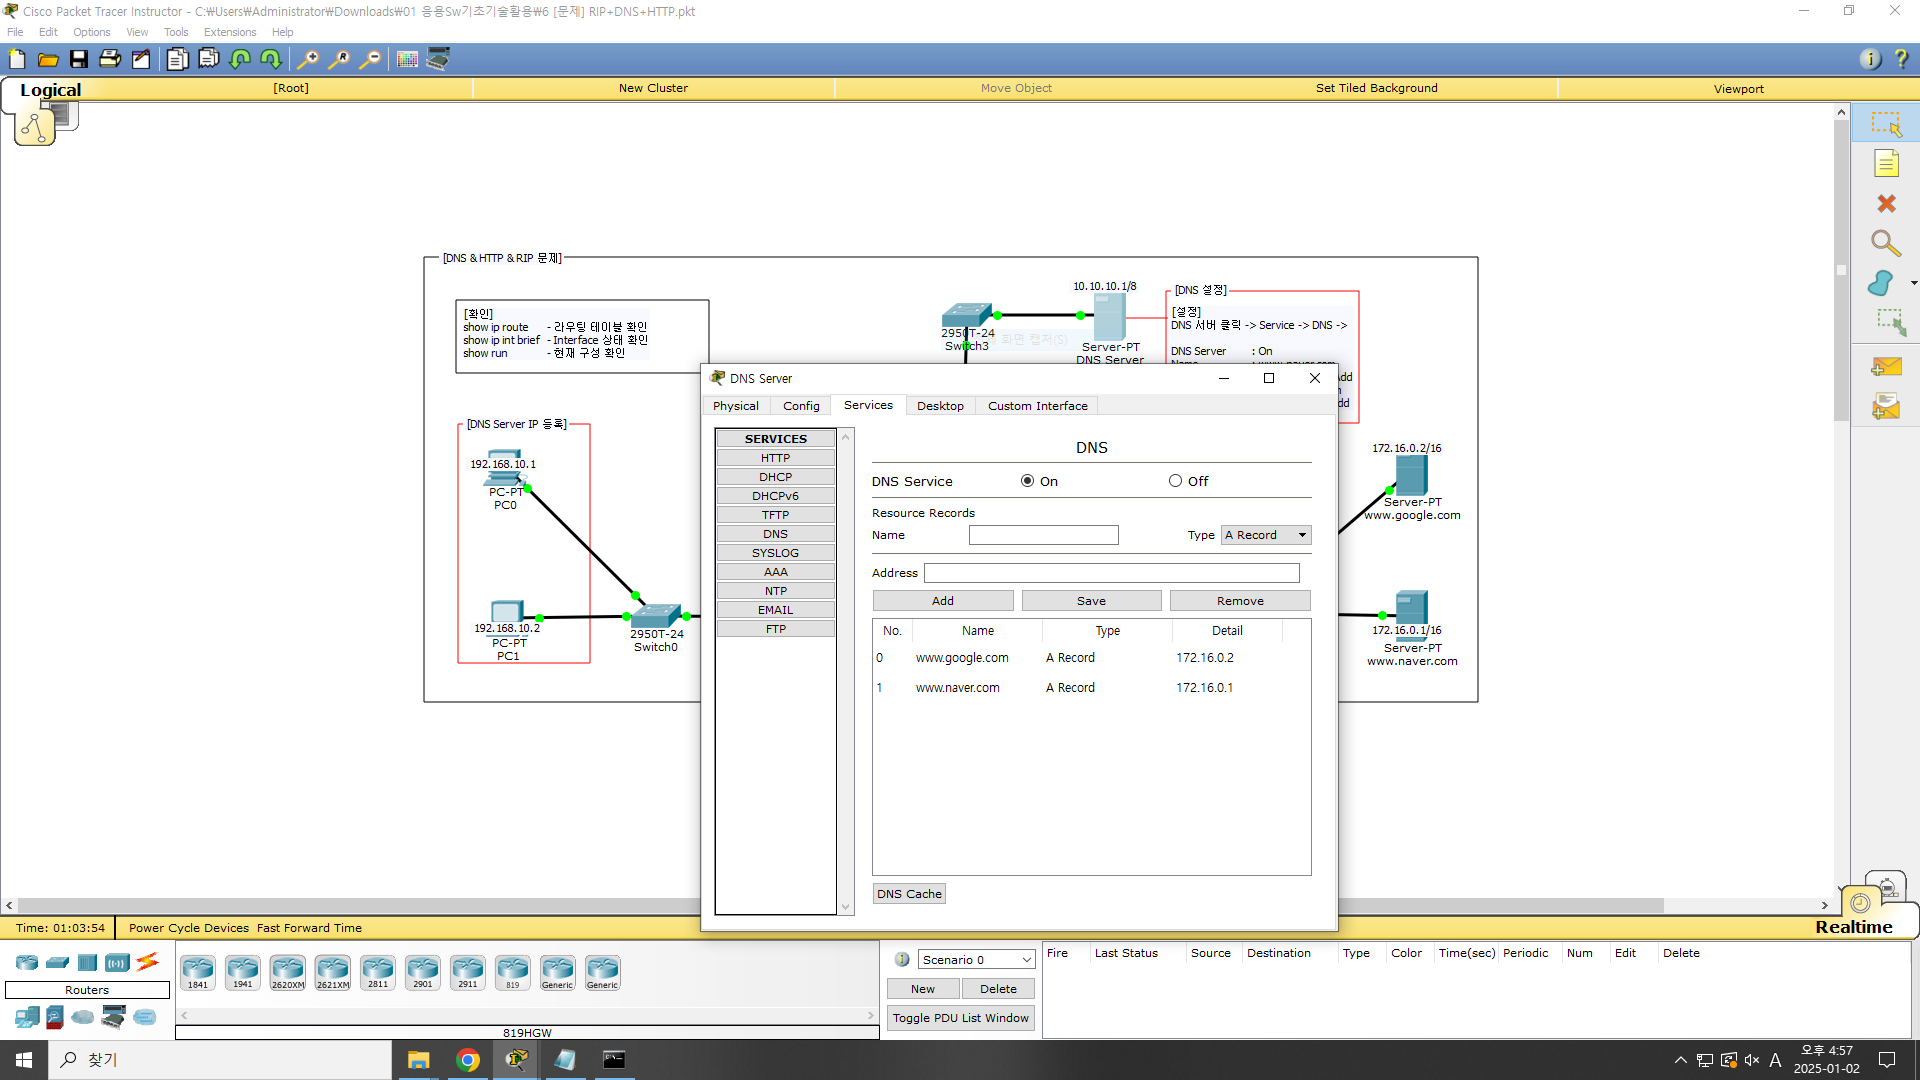 Cisco Packet Tracer Instructor - C:₩Users₩Administrator₩Downloads₩01 응용Sw기초기술활용₩6 [문제] RIP+DNS+HTTP.pkt
File Edit Options View Tools Extensions Help
Logical [Root] New Cluster Move Object Set Tiled Background Viewport
[DNS & HTTP & RIP 문제]
[확인]
show ip route - 라우팅 테이블 확인
show ip int brief - Interface 상태 확인
show run - 현재 구성 확인
2950T-24
Switch3
화면 캡처(S)
10.10.10.1/8
Server-PT
DNS Server
[DNS 설정]
[설정]
DNS 서버 클릭 -> Service -> DNS ->
DNS Server : On
[DNS Server IP 등록]
192.168.10.1
PC-PT
PC0
192.168.10.2
PC-PT
PC1
2950T-24
Switch0
172.16.0.2/16
Server-PT
www.google.com
172.16.0.1/16
Server-PT
www.naver.com
DNS Server
Physical Config Services Desktop Custom Interface
SERVICES
HTTP
DHCP
DHCPv6
TFTP
DNS
SYSLOG
AAA
NTP
EMAIL
FTP
DNS
DNS Service On Off
Resource Records
Name Type A Record
Address
Add Save Remove
No. Name Type Detail
0 www.google.com A Record 172.16.0.2
1 www.naver.com A Record 172.16.0.1
DNS Cache
Time: 01:03:54 Power Cycle Devices Fast Forward Time
Realtime
Routers
1841 1941 2620XM 2621XM 2811 2901 2911 819 Generic Generic
819HGW
Scenario 0
New Delete
Toggle PDU List Window
Fire Last Status Source Destination Type Color Time(sec) Periodic Num Edit Delete
찾기
A
오후 4:57
2025-01-02